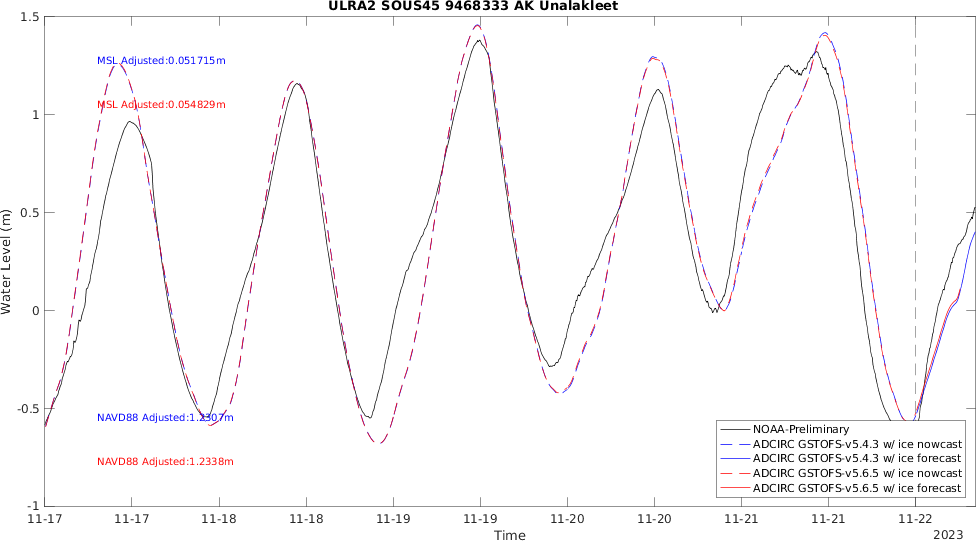 ULRA2 SOUS45 9468333 AK Unalakleet
1.5
1
0.5
0
-0.5
-1
Water Level (m)
MSL Adjusted:0.051715m
MSL Adjusted:0.054829m
NAVD88 Adjusted:1.2307m
NAVD88 Adjusted:1.2338m
NOAA-Preliminary
ADCIRC GSTOFS-v5.4.3 w/ ice nowcast
ADCIRC GSTOFS-v5.4.3 w/ ice forecast
ADCIRC GSTOFS-v5.6.5 w/ ice nowcast
ADCIRC GSTOFS-v5.6.5 w/ ice forecast
11-17 11-17 11-18 11-18 11-19 11-19 11-20 11-20 11-21 11-21 11-22
Time
2023